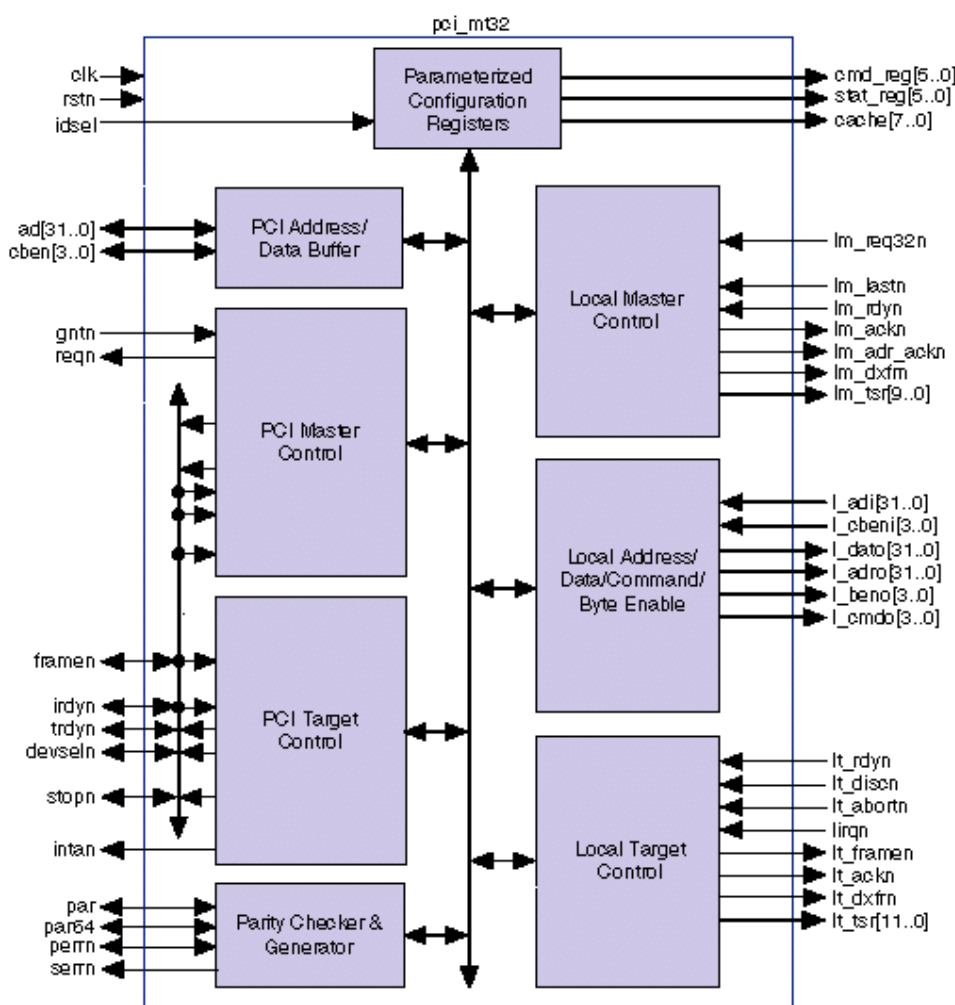 pci_mt32
clk
rstn
idsel
Parameterized
Configuration
Registers
cmd_reg[5..0]
stat_reg[5..0]
cache[7..0]
ad[31..0]
cben[3..0]
PCI Address/
Data Buffer
gntn
reqn
PCI Master
Control
framen
irdyn
trdyn
devseln
stopn
intan
PCI Target
Control
par
par64
perrn
serrn
Parity Checker &
Generator
Local Master
Control
lm_req32n
lm_lastn
lm_rdyn
lm_ackn
lm_adr_ackn
lm_dxfrn
lm_tsr[9..0]
Local Address/
Data/Command/
Byte Enable
l_adi[31..0]
l_cbeni[3..0]
l_dato[31..0]
l_adro[31..0]
l_beno[3..0]
l_cmdo[3..0]
Local Target
Control
lt_rdyn
lt_discn
lt_abortn
lirqn
lt_framen
lt_ackn
lt_dxfrn
lt_tsr[11..0]